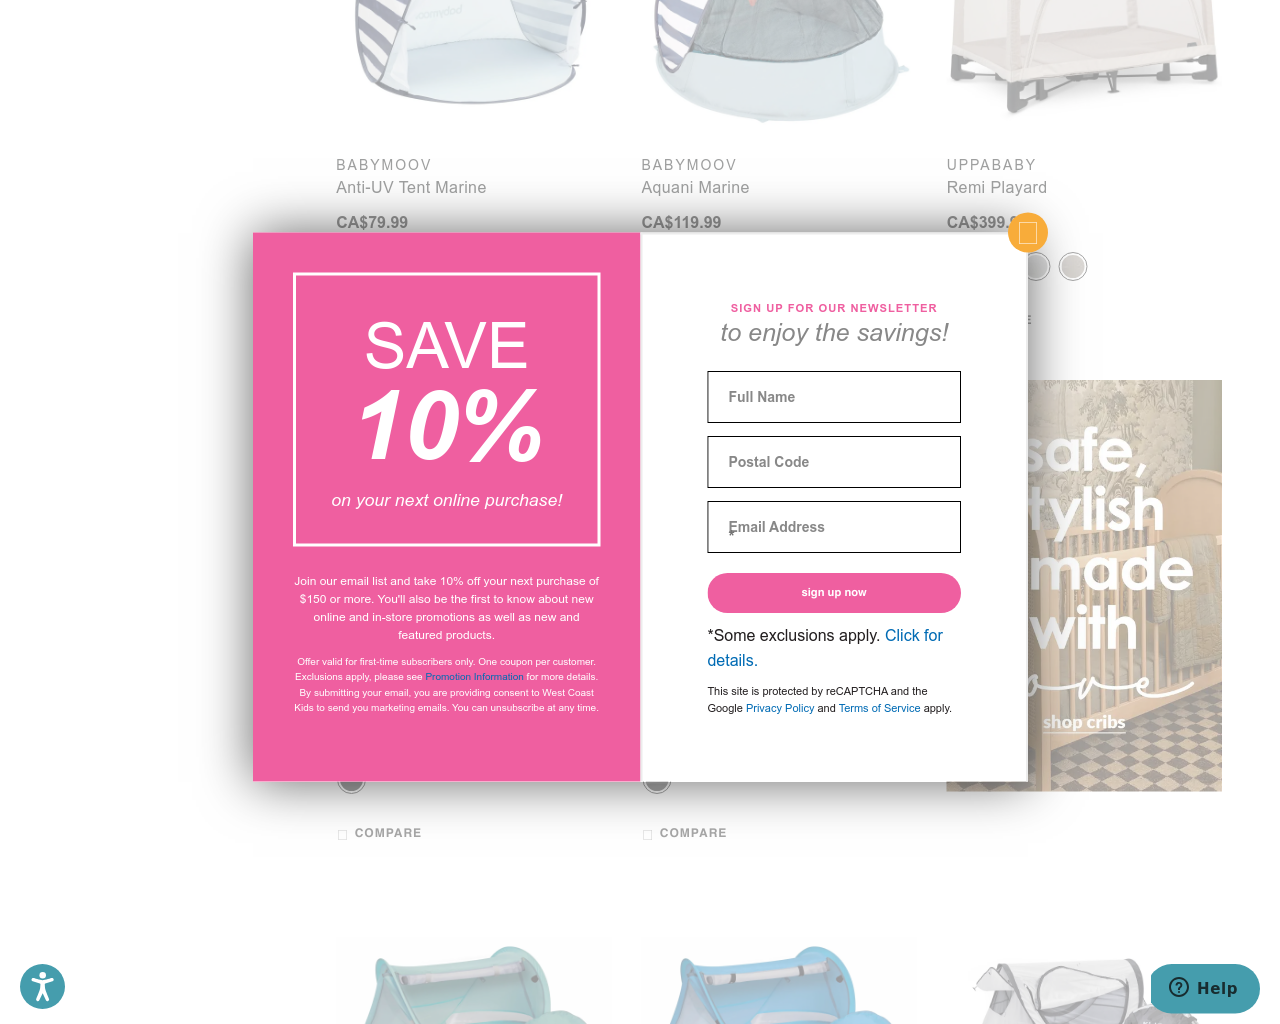 BABYMOOV
Anti-UV Tent Marine
CA$79.99
BABYMOOV
Aquani Marine
CA$119.99
UPPABABY
Remi Playard
CA$399.9
SAVE
10%
on your next online purchase!
Join our email list and take 10% off your next purchase of
$150 or more. You'll also be the first to know about new
online and in-store promotions as well as new and
featured products.
Offer valid for first-time subscribers only. One coupon per customer.
Exclusions apply, please see Promotion Information for more details.
By submitting your email, you are providing consent to West Coast
Kids to send you marketing emails. You can unsubscribe at any time.
SIGN UP FOR OUR NEWSLETTER
to enjoy the savings!
Full Name
Postal Code
Email Address
*
sign up now
*Some exclusions apply. Click for
details.
This site is protected by reCAPTCHA and the
Google Privacy Policy and Terms of Service apply.
safe,
tylish
made
with
ove
shop cribs
COMPARE
COMPARE
Help